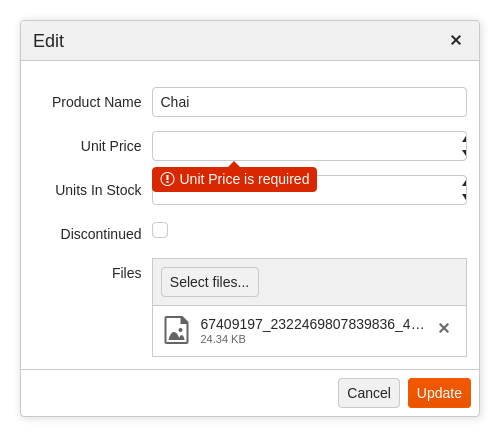 Edit
Product Name
Chai
Unit Price
Unit Price is required
Units In Stock
Discontinued
Files
Select files...
67409197_2322469807839836_4…
24.34 KB
Cancel
Update